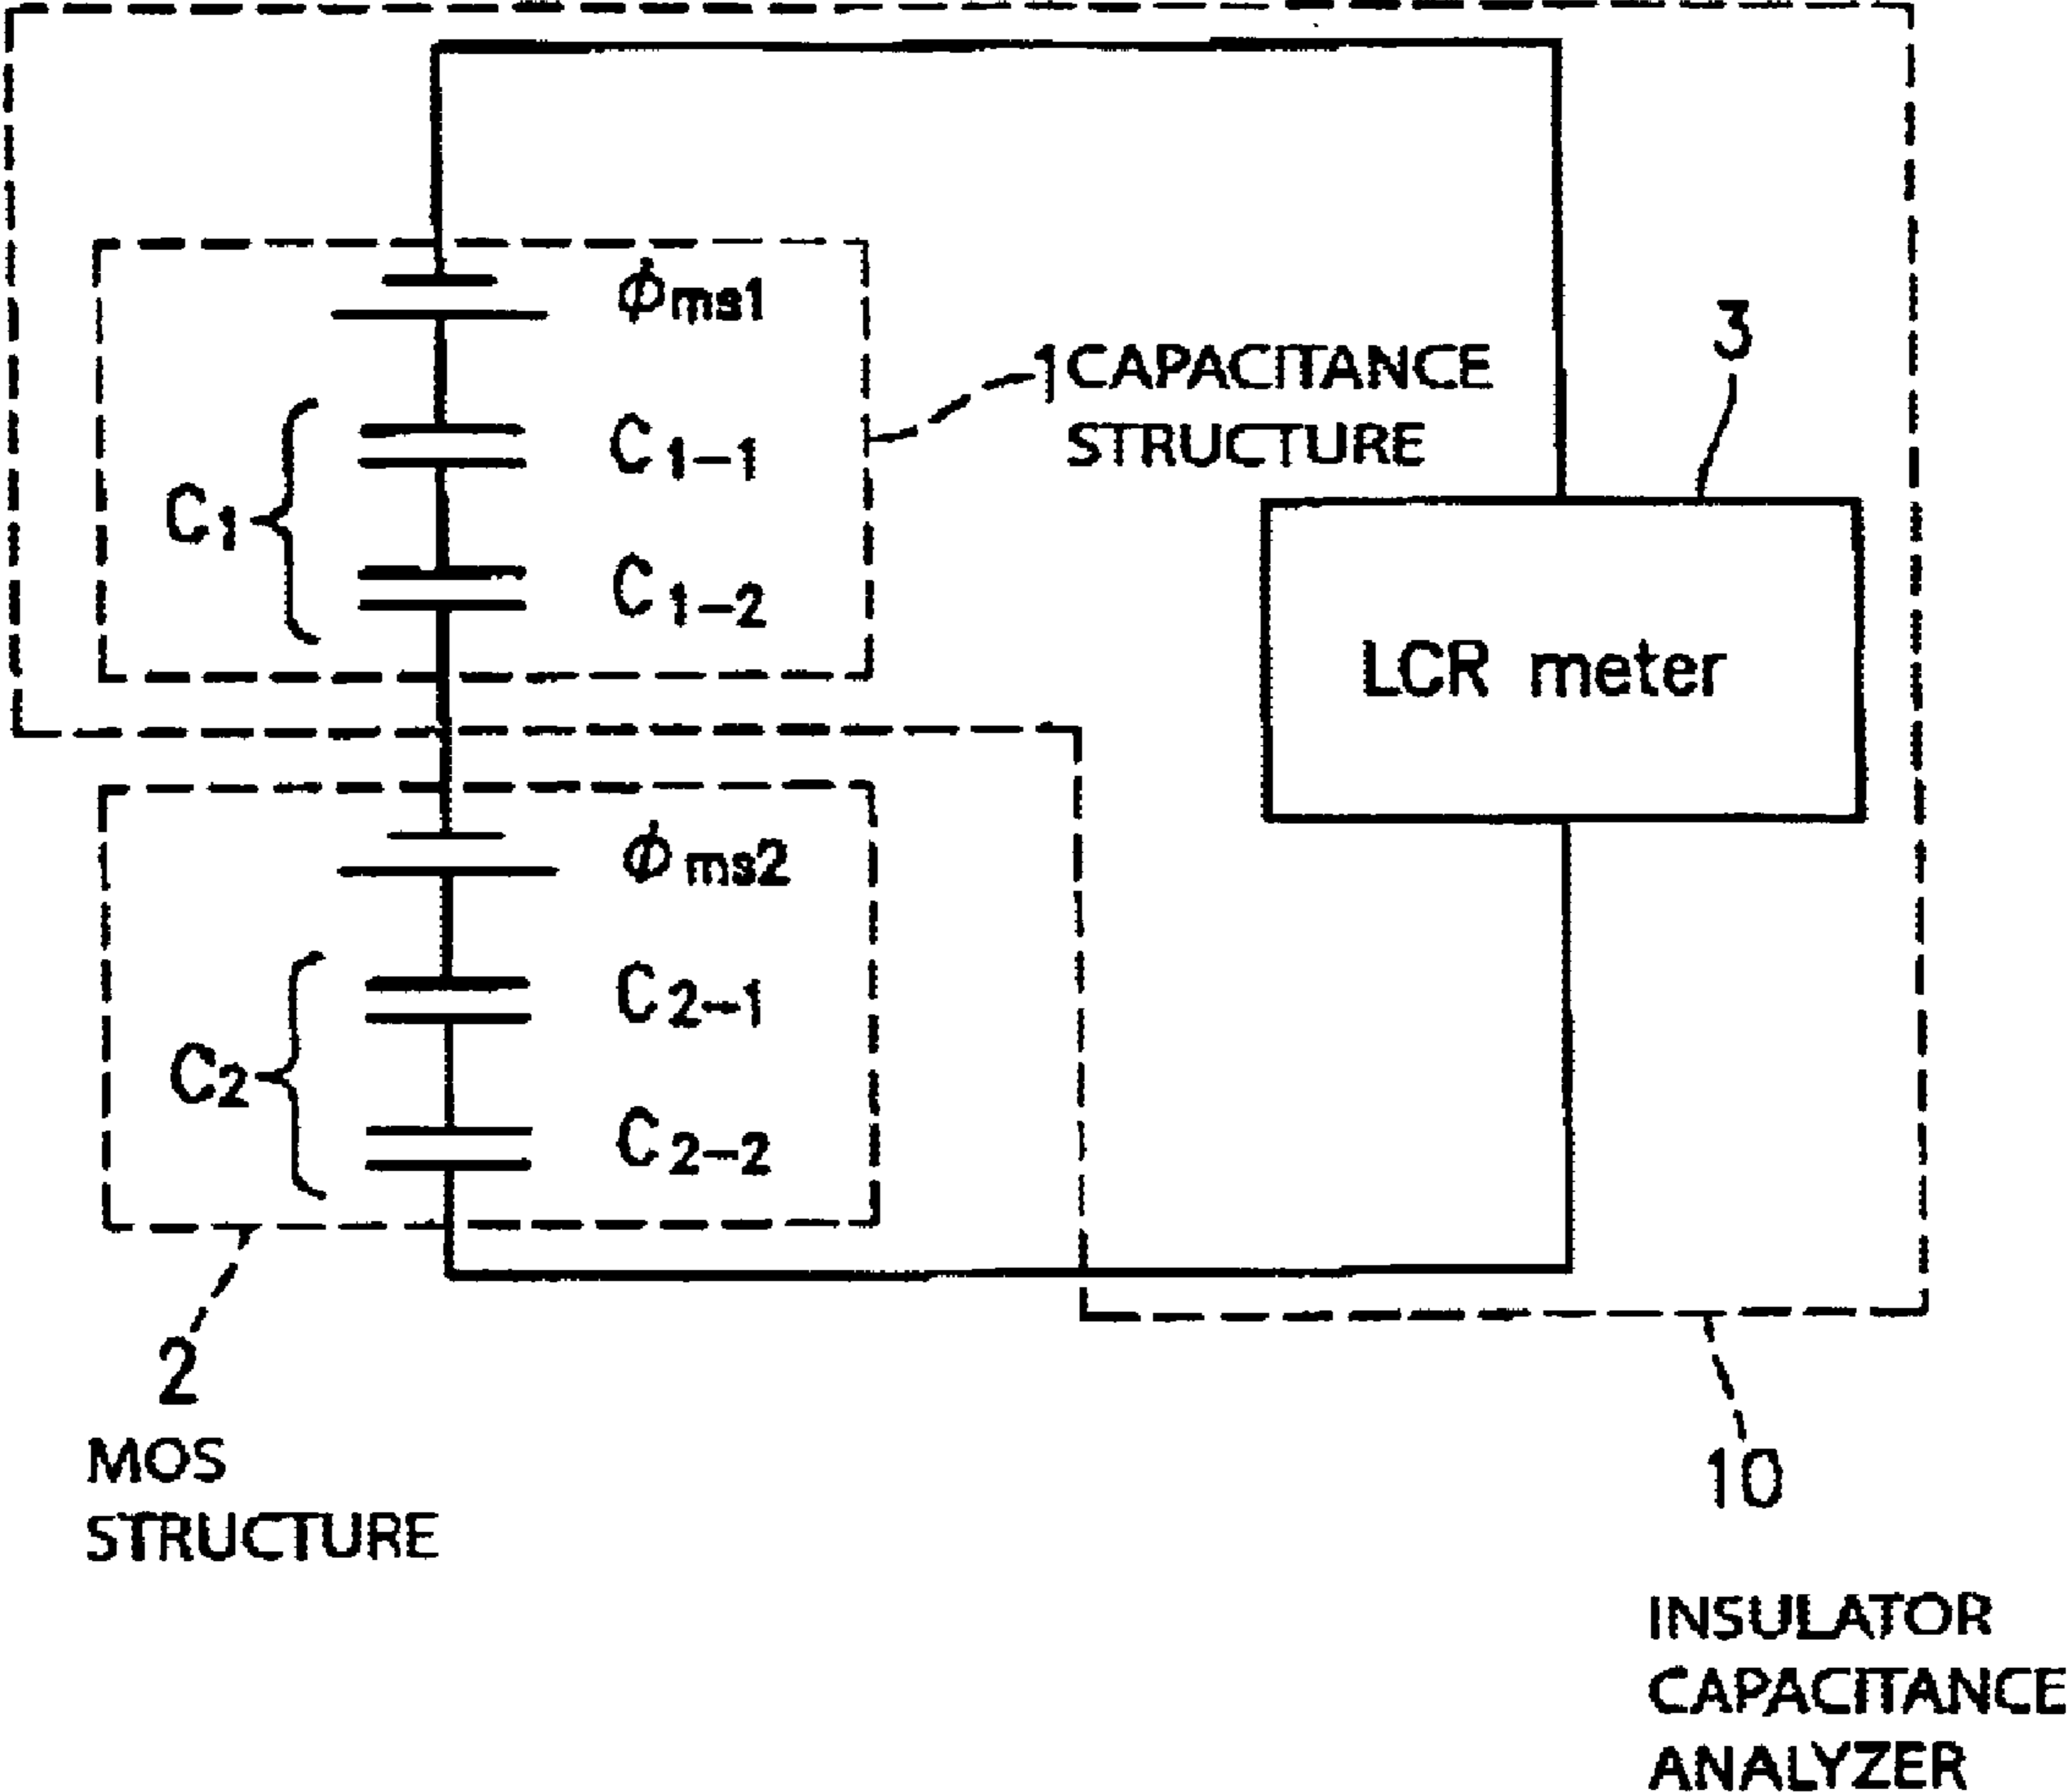 ϕms1
1 CAPACITANCE
STRUCTURE
3
C1-1
C1
C1-2
LCR meter
ϕms2
C2-1
C2
C2-2
2
MOS
STRUCTURE
10
INSULATOR
CAPACITANCE
ANALYZER